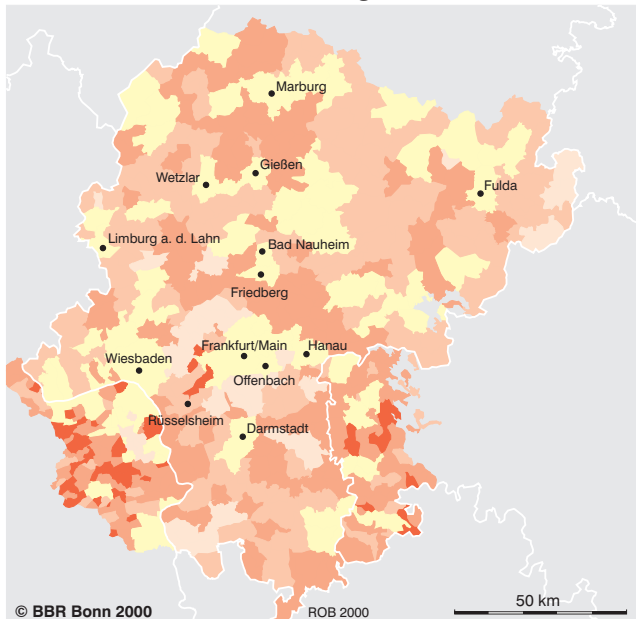 Marburg
Gießen
Wetzlar
Fulda
Limburg a. d. Lahn
Bad Nauheim
Friedberg
Frankfurt/Main
Hanau
Wiesbaden
Offenbach
Rüsselsheim
Darmstadt
50 km
© BBR Bonn 2000
ROB 2000